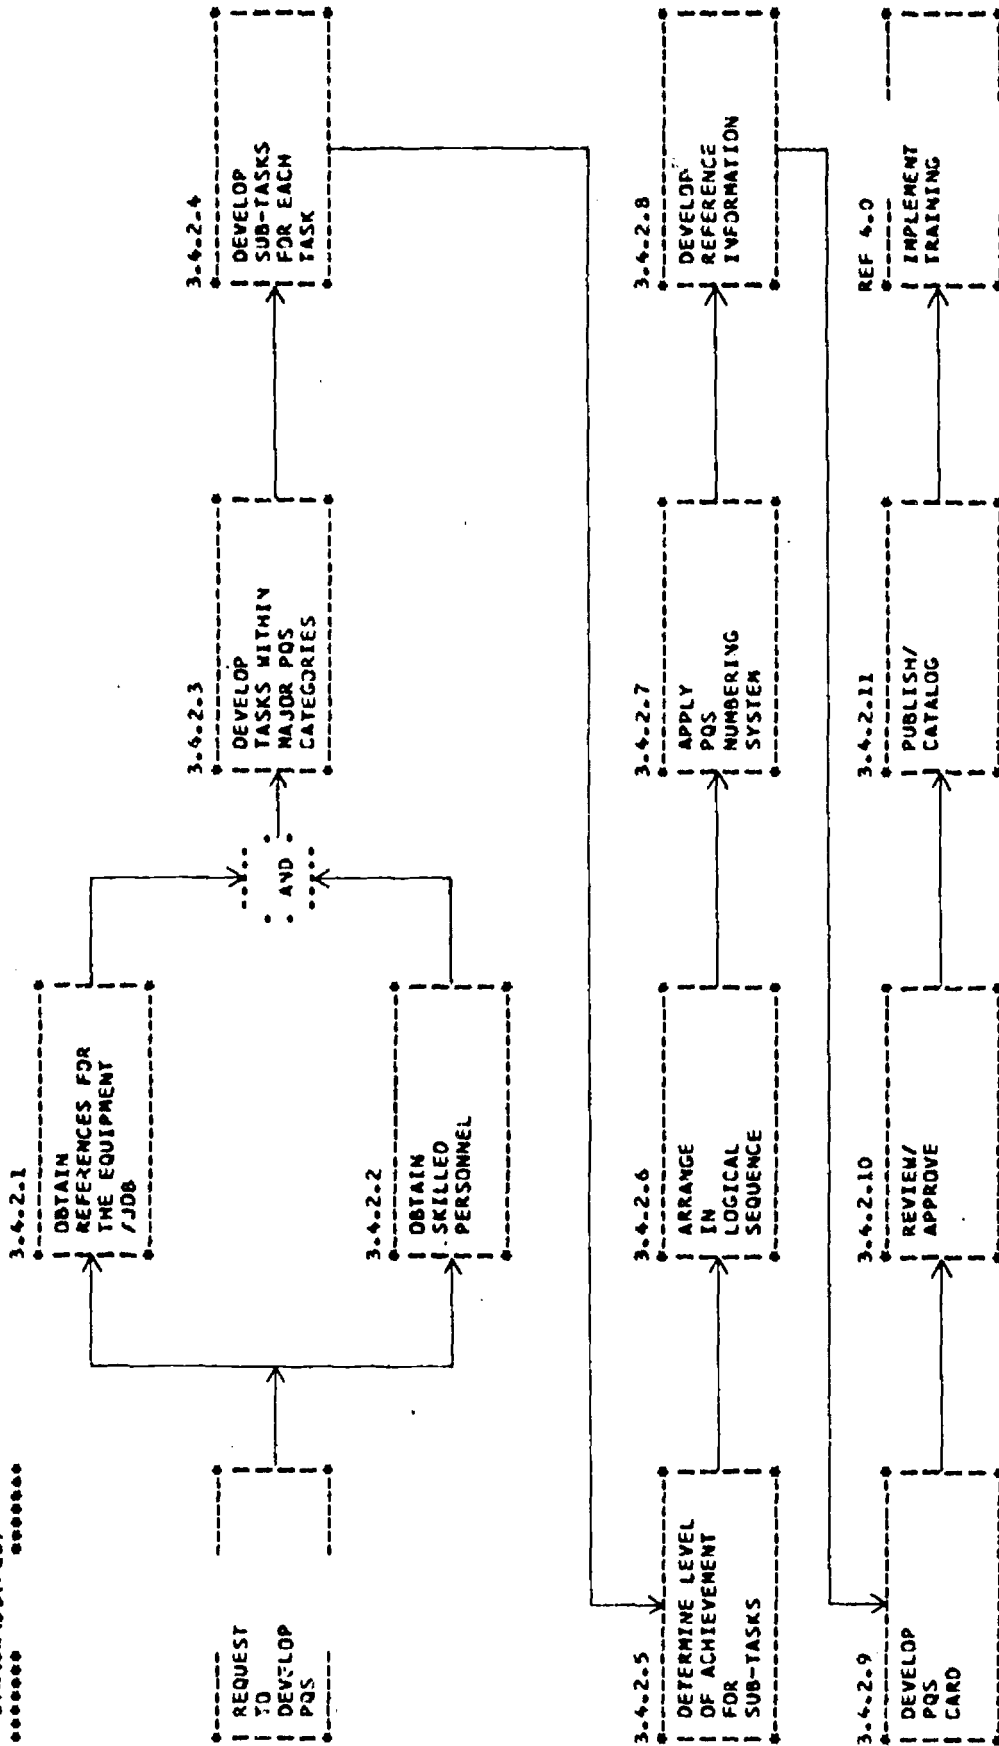 3.4.2.1
OBTAIN
REFERENCES FOR
THE EQUIPMENT
/JOB
REQUEST
TO
DEVELOP
PQS
3.4.2.2
OBTAIN
SKILLED
PERSONNEL
AND
3.4.2.3
DEVELOP
TASKS WITHIN
MAJOR PQS
CATEGORIES
3.4.2.4
DEVELOP
SUB-TASKS
FOR EACH
TASK
3.4.2.5
DETERMINE LEVEL
OF ACHIEVEMENT
FOR
SUB-TASKS
3.4.2.6
ARRANGE
IN
LOGICAL
SEQUENCE
3.4.2.7
APPLY
PQS
NUMBERING
SYSTEM
3.4.2.8
DEVELOP
REFERENCE
INFORMATION
3.4.2.9
DEVELOP
PQS
CARD
3.4.2.10
REVIEW/
APPROVE
3.4.2.11
PUBLISH/
CATALOG
REF 4.0
IMPLEMENT
TRAINING